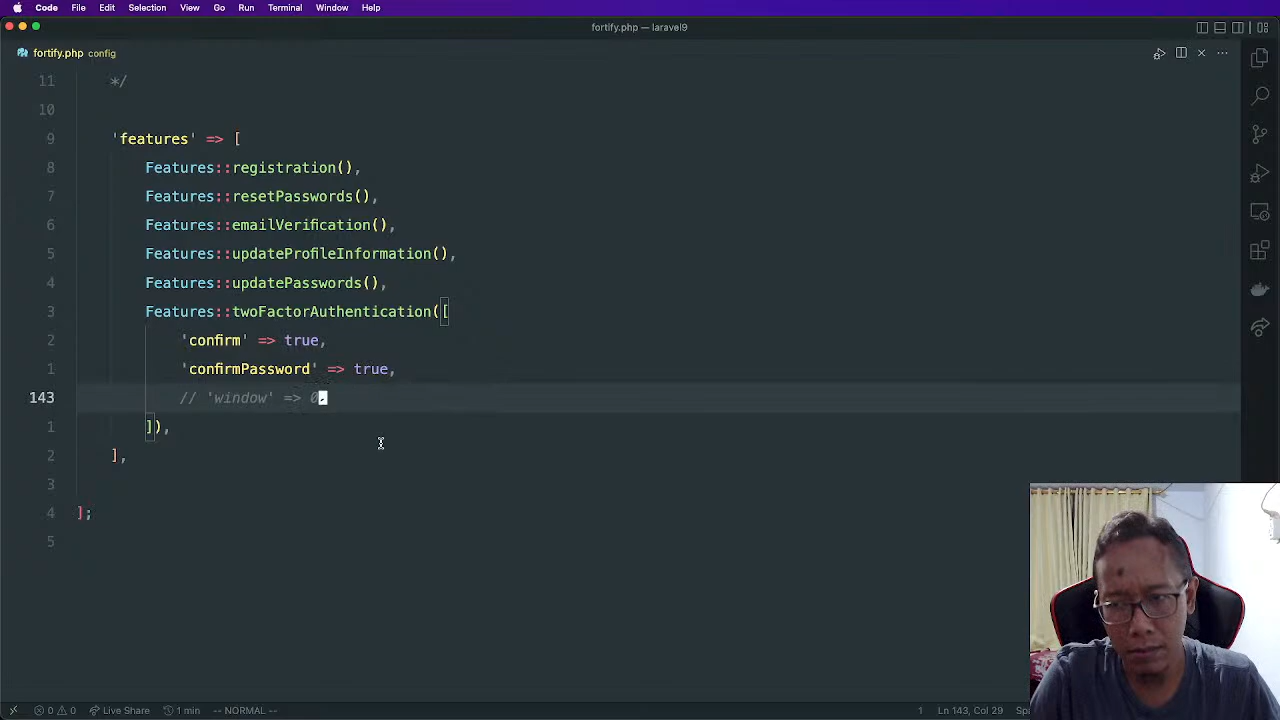 Code File Edit Selection View Go Run Terminal Window Help
fortify.php — laravel9
fortify.php config
11 */
10
9 'features' => [
8 Features::registration(),
7 Features::resetPasswords(),
6 Features::emailVerification(),
5 Features::updateProfileInformation(),
4 Features::updatePasswords(),
3 Features::twoFactorAuthentication([
2 'confirm' => true,
1 'confirmPassword' => true,
143 // 'window' => 0,
1 ]),
2 ],
3
4 ];
5
0 0 Live Share 1 min -- NORMAL -- 1 Ln 143, Col 29